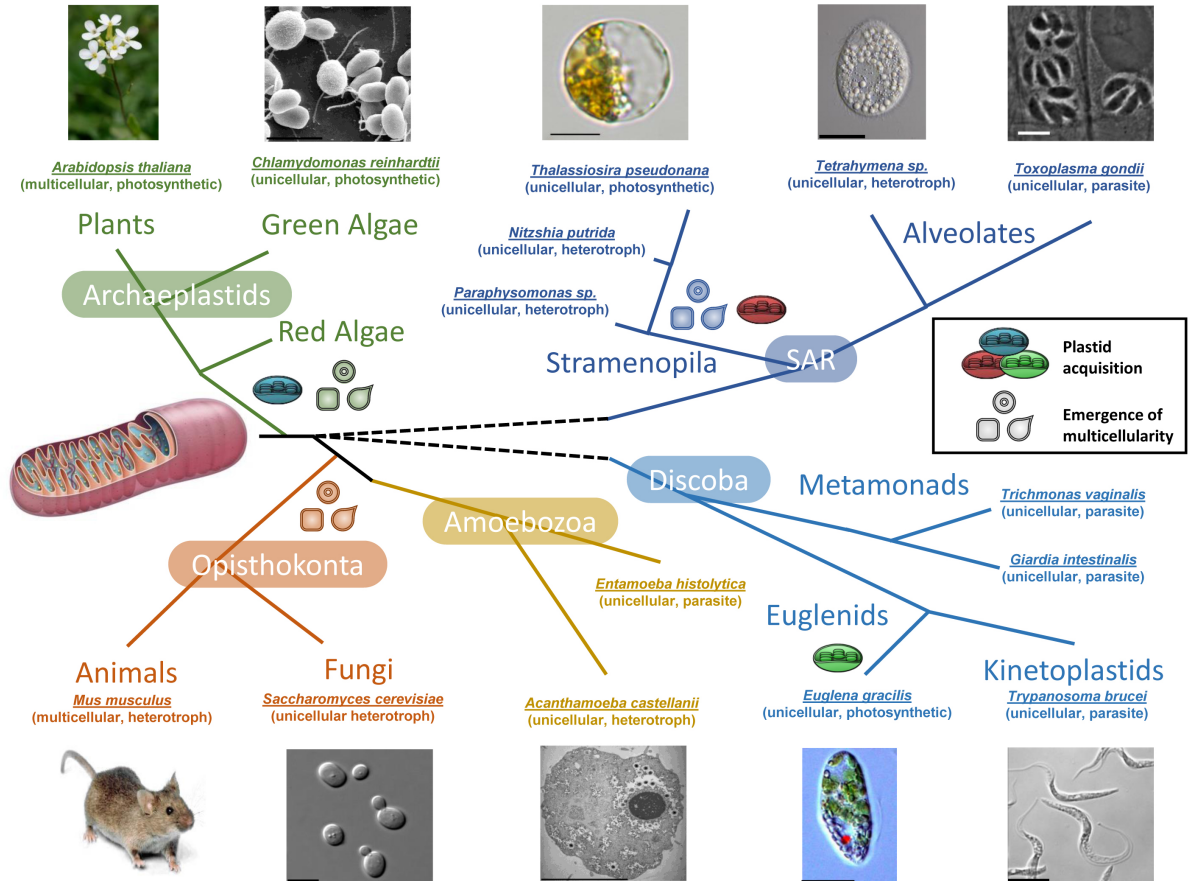 Arabidopsis thaliana
(multicellular, photosynthetic)
Chlamydomonas reinhardtii
(unicellular, photosynthetic)
Thalassiosira pseudonana
(unicellular, photosynthetic)
Tetrahymena sp.
(unicellular, heterotroph)
Toxoplasma gondii
(unicellular, parasite)
Plants
Green Algae
Nitzshia putrida
(unicellular, heterotroph)
Alveolates
Archaeplastids
Paraphysomonas sp.
(unicellular, heterotroph)
Red Algae
Stramenopila
SAR
Plastid
acquisition
Emergence of
multicellularity
Discoba
Metamonads
Trichmonas vaginalis
(unicellular, parasite)
Amoebozoa
Opisthokonta
Giardia intestinalis
(unicellular, parasite)
Entamoeba histolytica
(unicellular, parasite)
Euglenids
Animals
Mus musculus
(multicellular, heterotroph)
Fungi
Saccharomyces cerevisiae
(unicellular heterotroph)
Acanthamoeba castellanii
(unicellular, heterotroph)
Euglena gracilis
(unicellular, photosynthetic)
Kinetoplastids
Trypanosoma brucei
(unicellular, parasite)